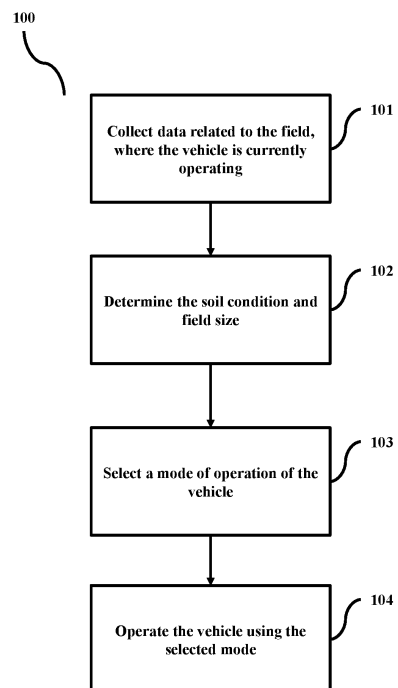 100
Collect data related to the field,
where the vehicle is currently
operating
101
Determine the soil condition and
field size
102
Select a mode of operation of the
vehicle
103
Operate the vehicle using the
selected mode
104